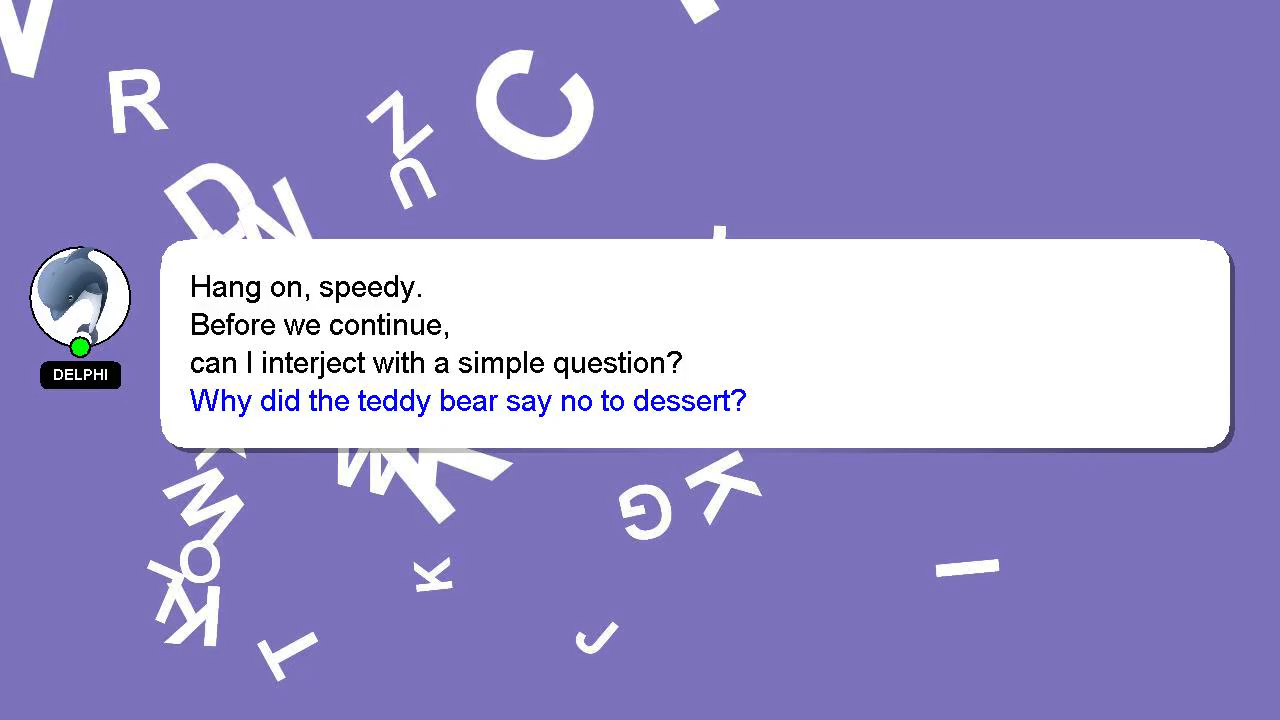 Hang on, speedy.
Before we continue,
can I interject with a simple question?
Why did the teddy bear say no to dessert?
DELPHI
R
C
Z
U
D
N
W
K
G
K
O
K
K
T
J
I